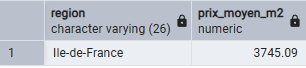 region prix_moyen_m2
character varying (26) numeric
1 Ile-de-France 3745.09